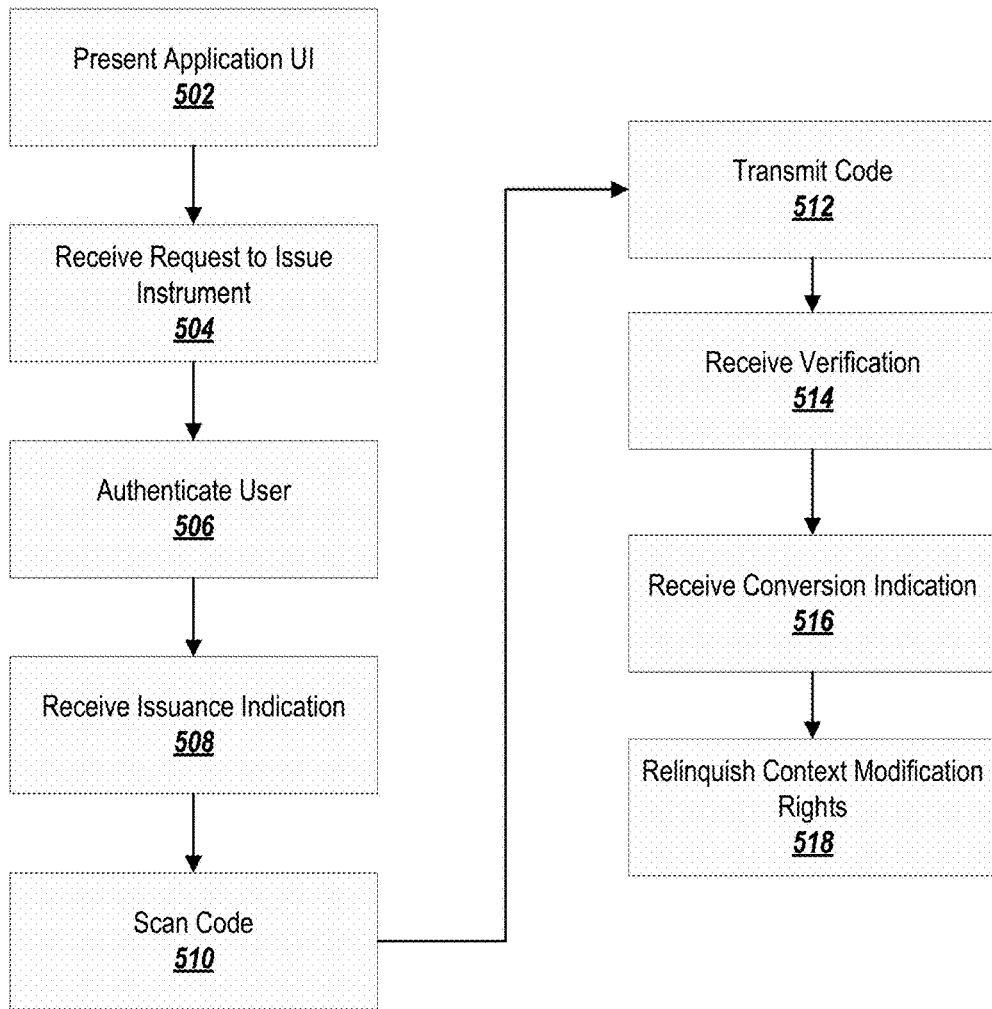 Present Application UI
502
Receive Request to Issue
Instrument
504
Authenticate User
506
Receive Issuance Indication
508
Scan Code
510
Transmit Code
512
Receive Verification
514
Receive Conversion Indication
516
Relinquish Context Modification
Rights
518